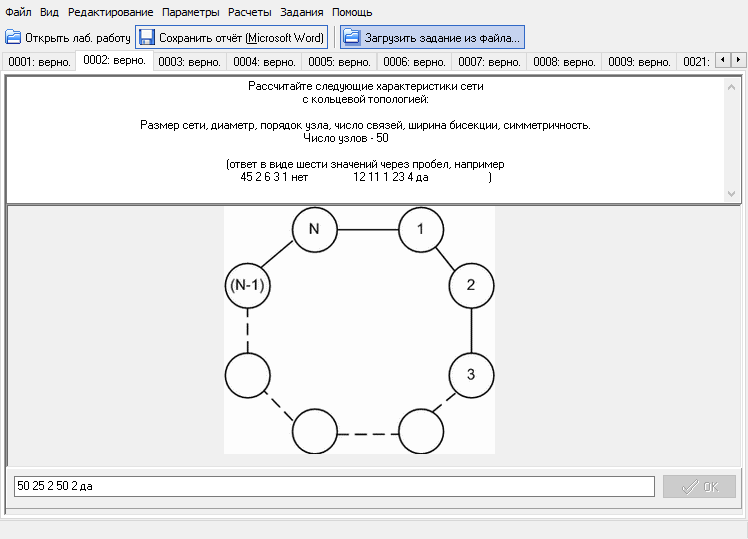 Файл Вид Редактирование Параметры Расчеты Задания Помощь
Открыть лаб. работу Сохранить отчёт (Microsoft Word) Загрузить задание из файла...
0001: верно. 0002: верно. 0003: верно. 0004: верно. 0005: верно. 0006: верно. 0007: верно. 0008: верно. 0009: верно. 0021:
Рассчитайте следующие характеристики сети
с кольцевой топологией:
Размер сети, диаметр, порядок узла, число связей, ширина бисекции, симметричность.
Число узлов - 50
(ответ в виде шести значений через пробел, например
45 2 6 3 1 нет 12 11 1 23 4 да )
N 1
(N-1) 2
3
50 25 2 50 2 да OK